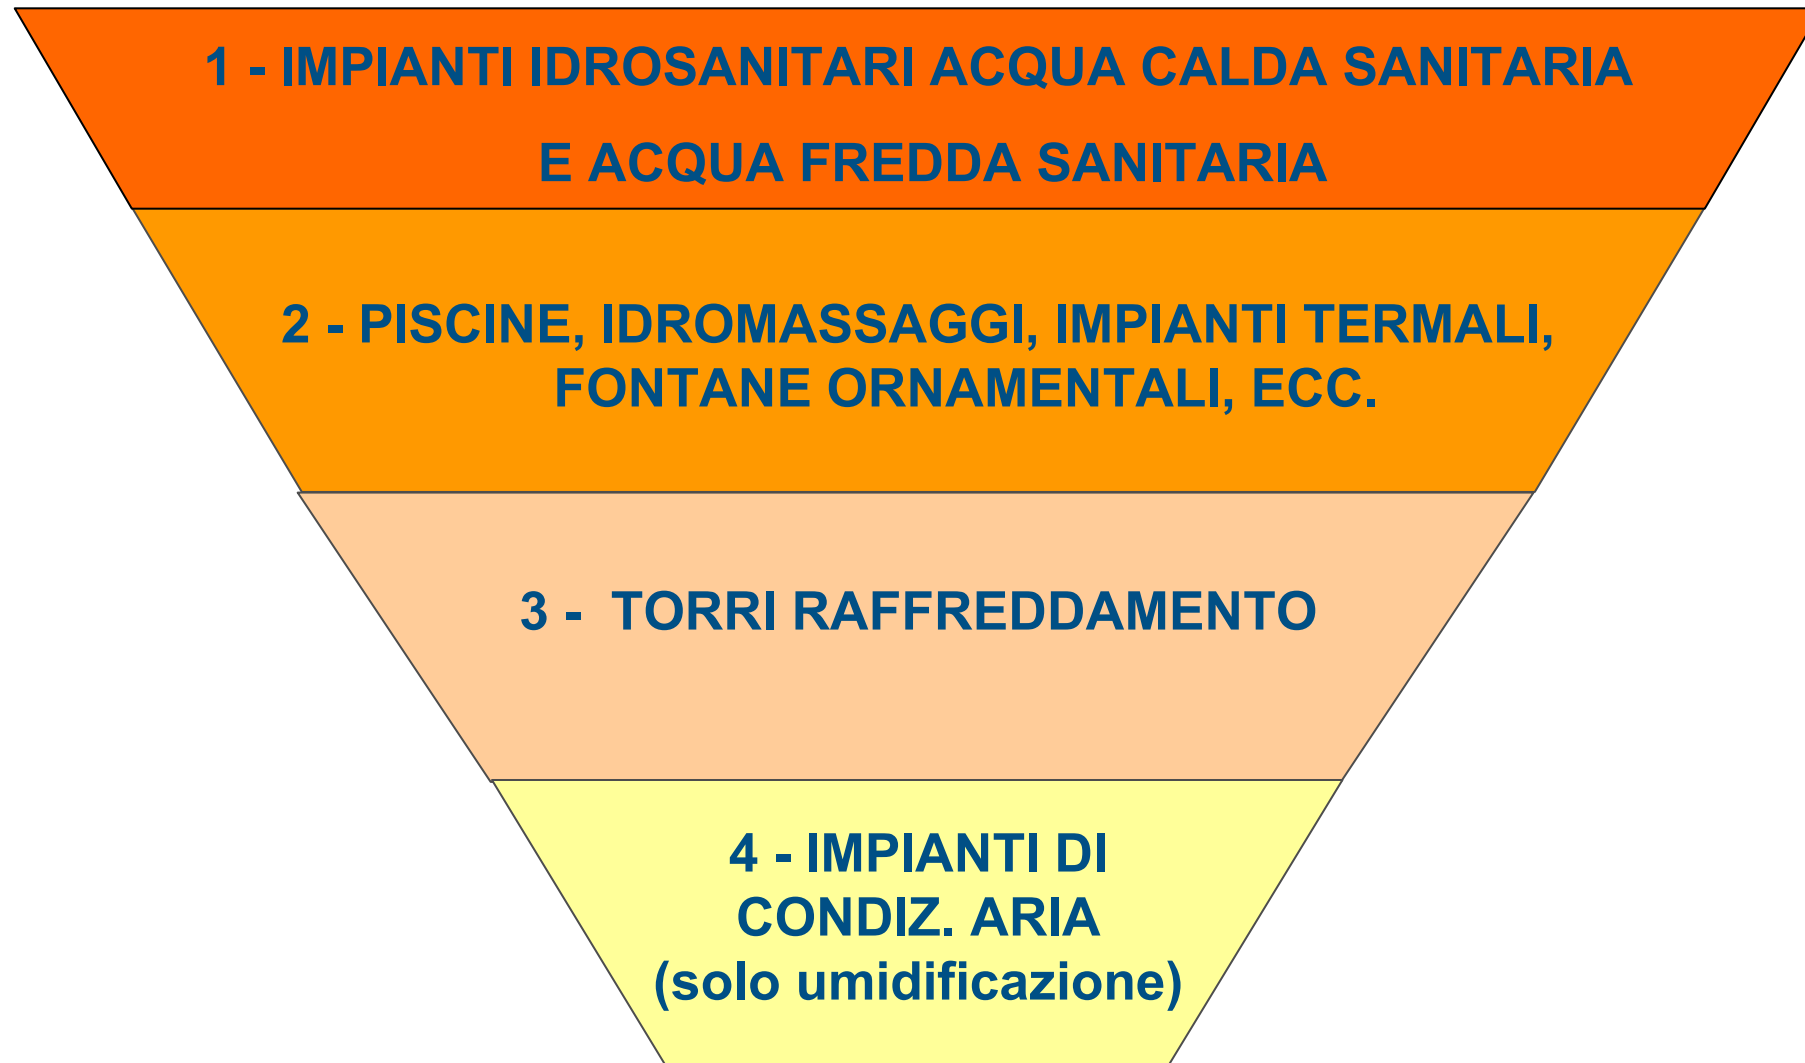 1 - IMPIANTI IDROSANITARI ACQUA CALDA SANITARIA
E ACQUA FREDDA SANITARIA
2 - PISCINE, IDROMASSAGGI, IMPIANTI TERMALI,
FONTANE ORNAMENTALI, ECC.
3 - TORRI RAFFREDDAMENTO
4 - IMPIANTI DI
CONDIZ. ARIA
(solo umidificazione)